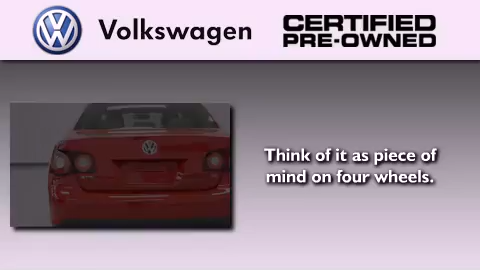 Volkswagen
CERTIFIED
PRE-OWNED
Think of it as piece of
mind on four wheels.